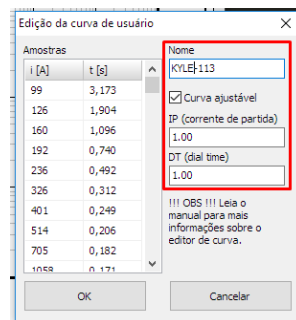 Edição da curva de usuário
Amostras
i [A] t [s]
99 3,173
126 1,904
160 1,096
192 0,740
236 0,492
326 0,312
401 0,249
514 0,206
705 0,182
1058 0,171
Nome
KYLE-113
Curva ajustável
IP (corrente de partida)
1.00
DT (dial time)
1.00
!!! OBS !!! Leia o
manual para mais
informações sobre o
editor de curva.
OK Cancelar